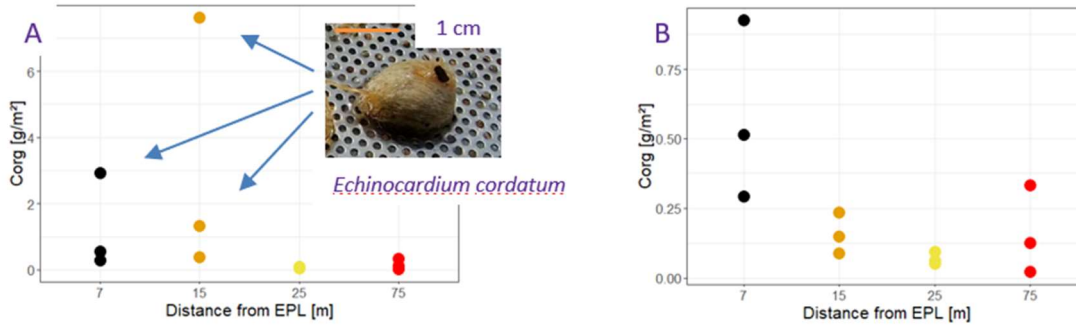 A
Corg [g/m²]
6
4
2
0
7 15 25 75
Distance from EPL [m]
1 cm
Echinocardium cordatum
B
Corg [g/m²]
0.75
0.50
0.25
0.00
7 15 25 75
Distance from EPL [m]